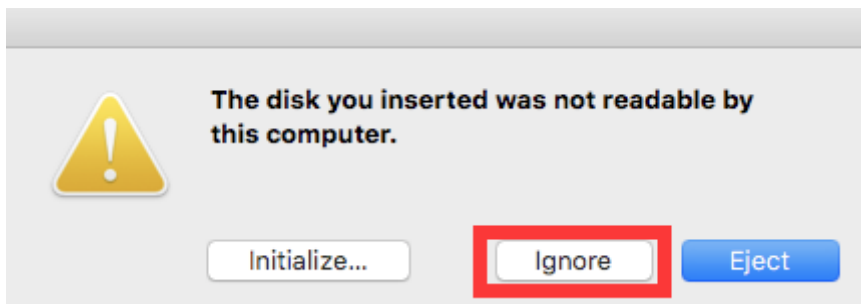 The disk you inserted was not readable by
this computer.
Initialize...
Ignore
Eject